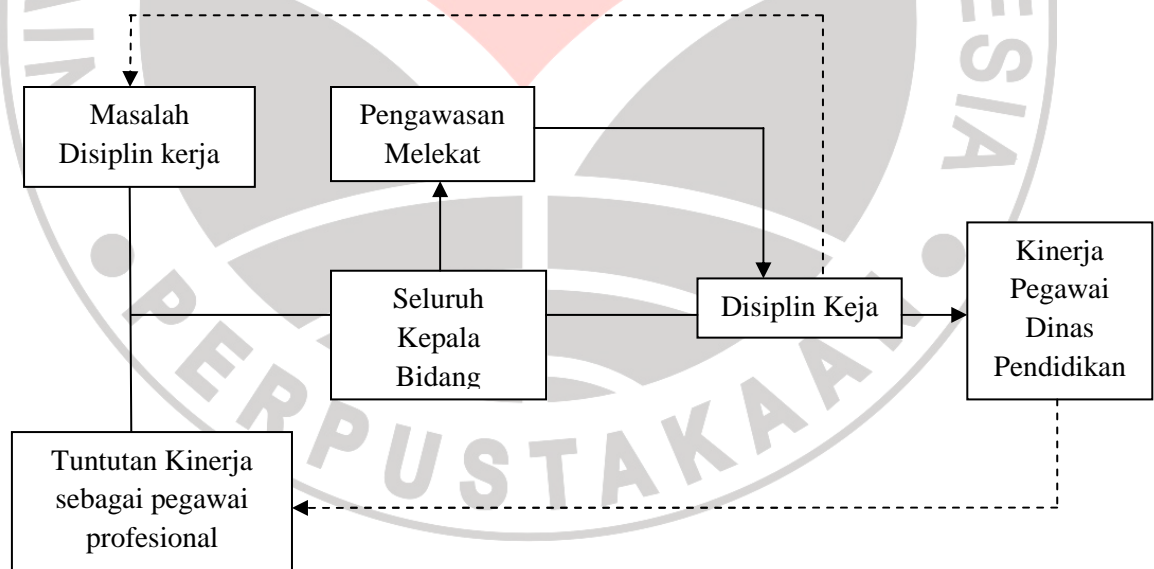 Masalah
Disiplin kerja
Pengawasan
Melekat
Seluruh
Kepala
Bidang
Disiplin Keja
Kinerja
Pegawai
Dinas
Pendidikan
Tuntutan Kinerja
sebagai pegawai
profesional
PERPUSTAKAAN
ESIA